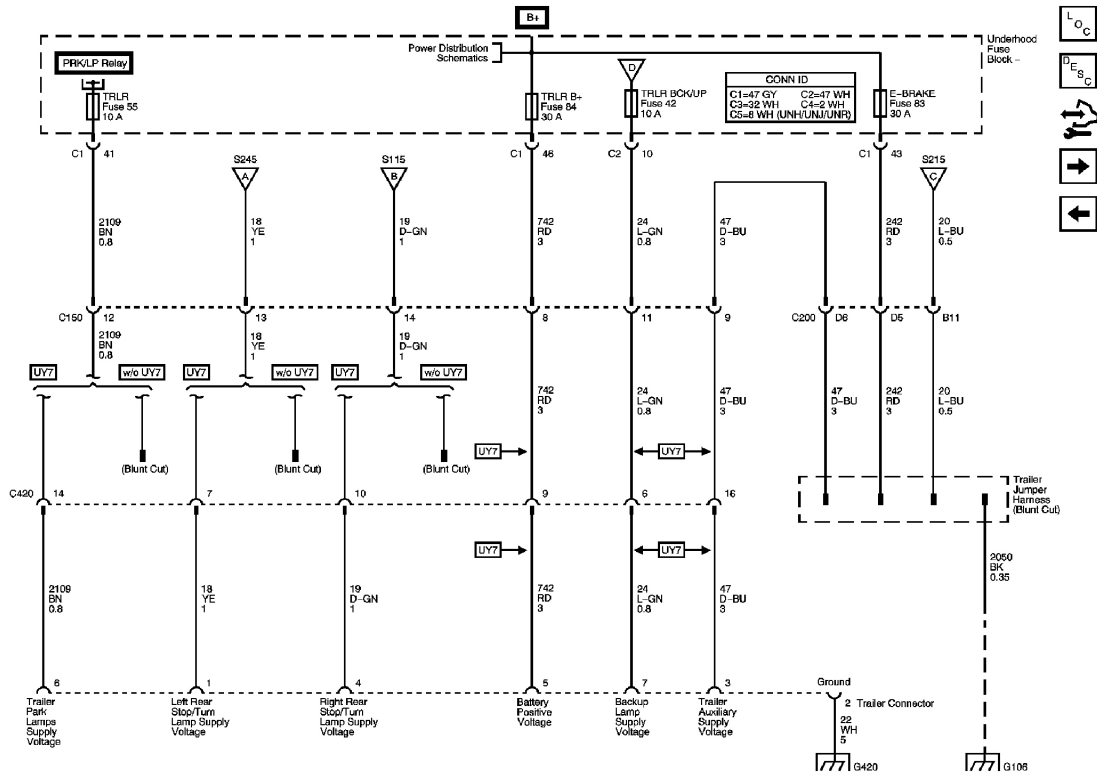 B+
L O C
D E S C
Underhood
Fuse
Block –
Power Distribution
Schematics
PRK/LP Relay
TRLR
Fuse 55
10 A
TRLR B+
Fuse 84
30 A
D
TRLR BCK/UP
Fuse 42
10 A
CONN ID
C1=47 GY C2=47 WH
C3=32 WH C4=2 WH
C5=8 WH (UNH/UNJ/UNR)
E–BRAKE
Fuse 83
30 A
C1 41
S245
A
S115
B
C1 46
C2 10
C1 43
S215
C
2109
BN
0.8
18
YE
1
19
D–GN
1
742
RD
3
24
L–GN
0.8
47
D–BU
3
242
RD
3
20
L–BU
0.5
C150 12 13 14 8 11 9 C200 D6 D5 B11
2109
BN
0.8
18
YE
1
19
D–GN
1
UY7 w/o UY7 UY7 w/o UY7 UY7 w/o UY7
742
RD
3
24
L–GN
0.8
47
D–BU
3
47
D–BU
3
242
RD
3
20
L–BU
0.5
(Blunt Cut) (Blunt Cut) (Blunt Cut)
UY7 UY7
C420 14 7 10 9 6 16
Trailer
Jumper
Harness
(Blunt Cut)
UY7 UY7
2109
BN
0.8
18
YE
1
19
D–GN
1
742
RD
3
24
L–GN
0.8
47
D–BU
3
2050
BK
0.35
6 1 4 5 7 3
Trailer
Park
Lamps
Supply
Voltage
Left Rear
Stop/Turn
Lamp Supply
Voltage
Right Rear
Stop/Turn
Lamp Supply
Voltage
Battery
Positive
Voltage
Backup
Lamp
Supply
Voltage
Trailer
Auxiliary
Supply
Voltage
Ground
2 Trailer Connector
22
WH
5
G420
G106